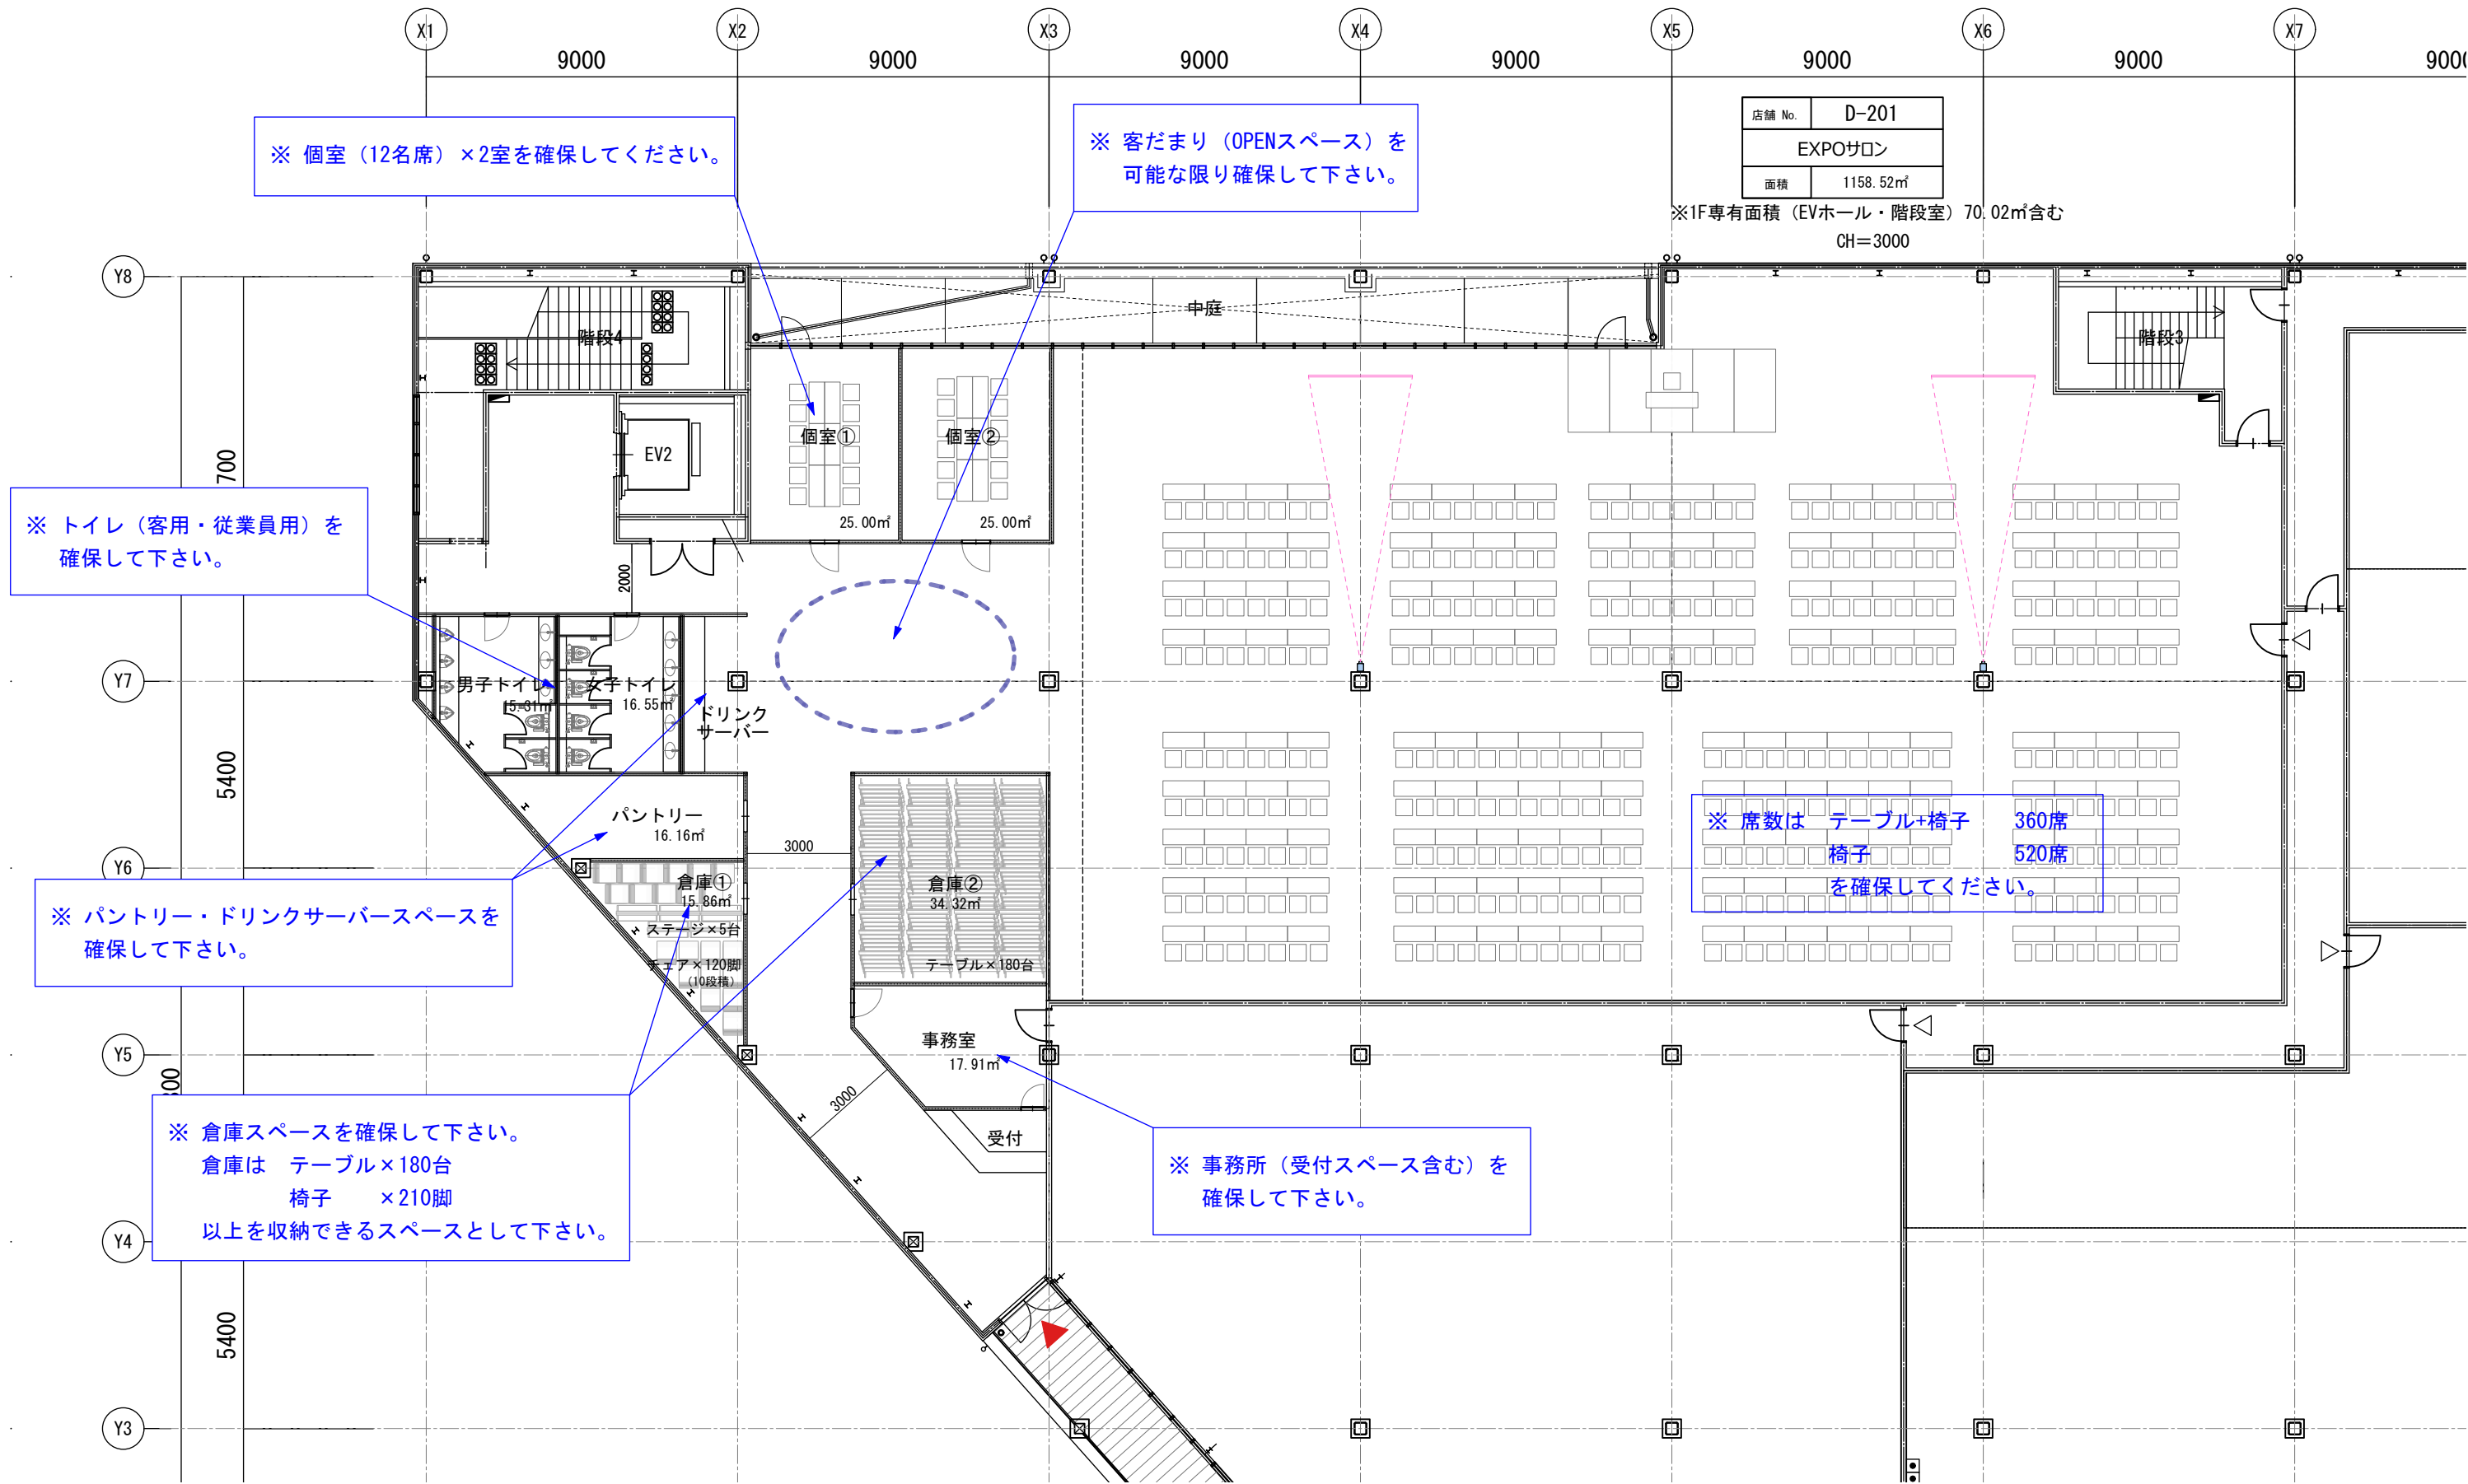 X1 X2 X3 X4 X5 X6 X7
9000 9000 9000 9000 9000 9000
店舗 No. D-201
EXPOサロン
面積 1158.52㎡
※1F専有面積（EVホール・階段室）70.02㎡含む
CH＝3000
※ 個室（12名席）×2室を確保してください。
※ 客だまり（OPENスペース）を
可能な限り確保して下さい。
Y8
中庭
階段4
階段3
EV2
個室①
個室②
25.00㎡
25.00㎡
700
※ トイレ（客用・従業員用）を
確保して下さい。
2000
Y7
男子トイレ
女子トイレ
16.55㎡
ドリンク
サーバー
5400
パントリー
16.16㎡
3000
Y6
倉庫①
15.86㎡
ステージ×5台
チェア×120脚
（10段積）
倉庫②
34.32㎡
テーブル×180台
※ 席数は テーブル+椅子 360席
椅子 520席
を確保してください。
※ パントリー・ドリンクサーバースペースを
確保して下さい。
事務室
17.91㎡
Y5
3000
受付
※ 倉庫スペースを確保して下さい。
倉庫は テーブル×180台
椅子 ×210脚
以上を収納できるスペースとして下さい。
※ 事務所（受付スペース含む）を
確保して下さい。
Y4
5400
Y3